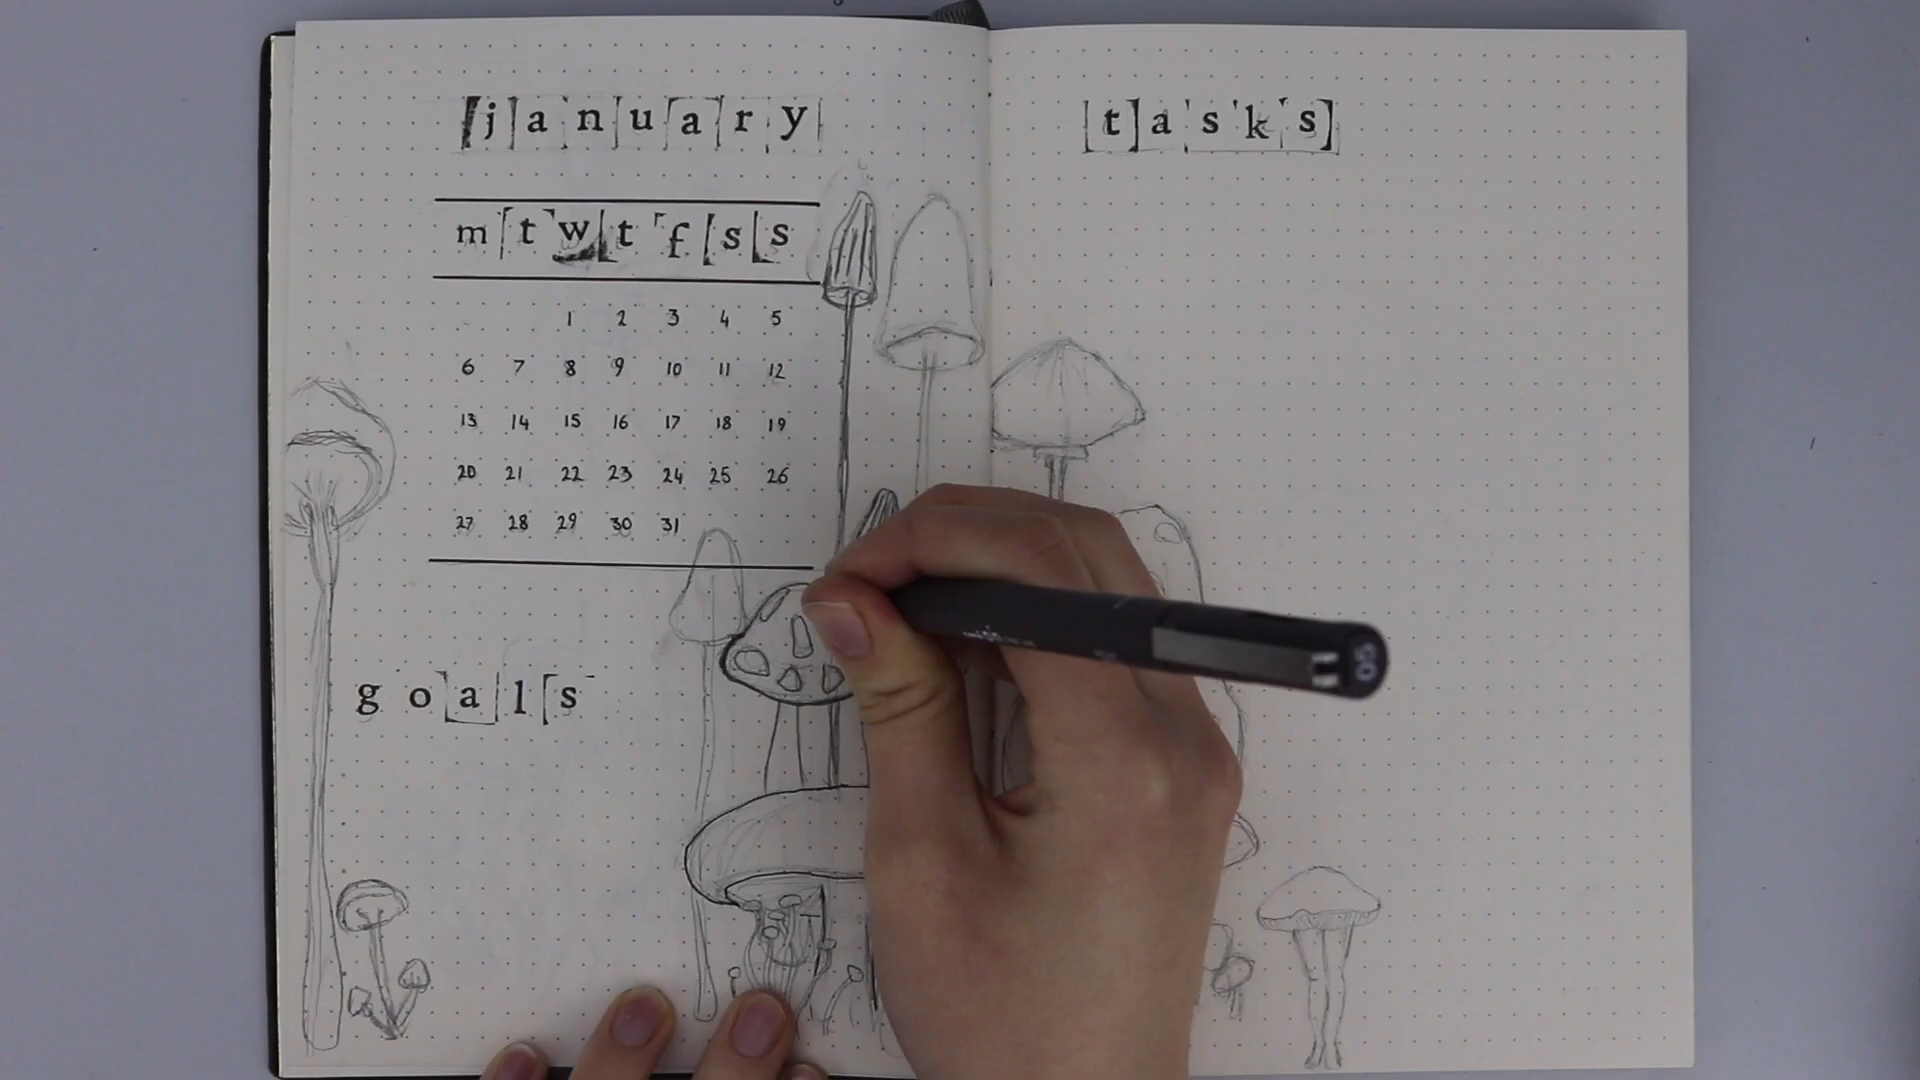 january
m t w t f s s
1 2 3 4 5
6 7 8 9 10 11 12
13 14 15 16 17 18 19
20 21 22 23 24 25 26
27 28 29 30 31
goals
tasks
05